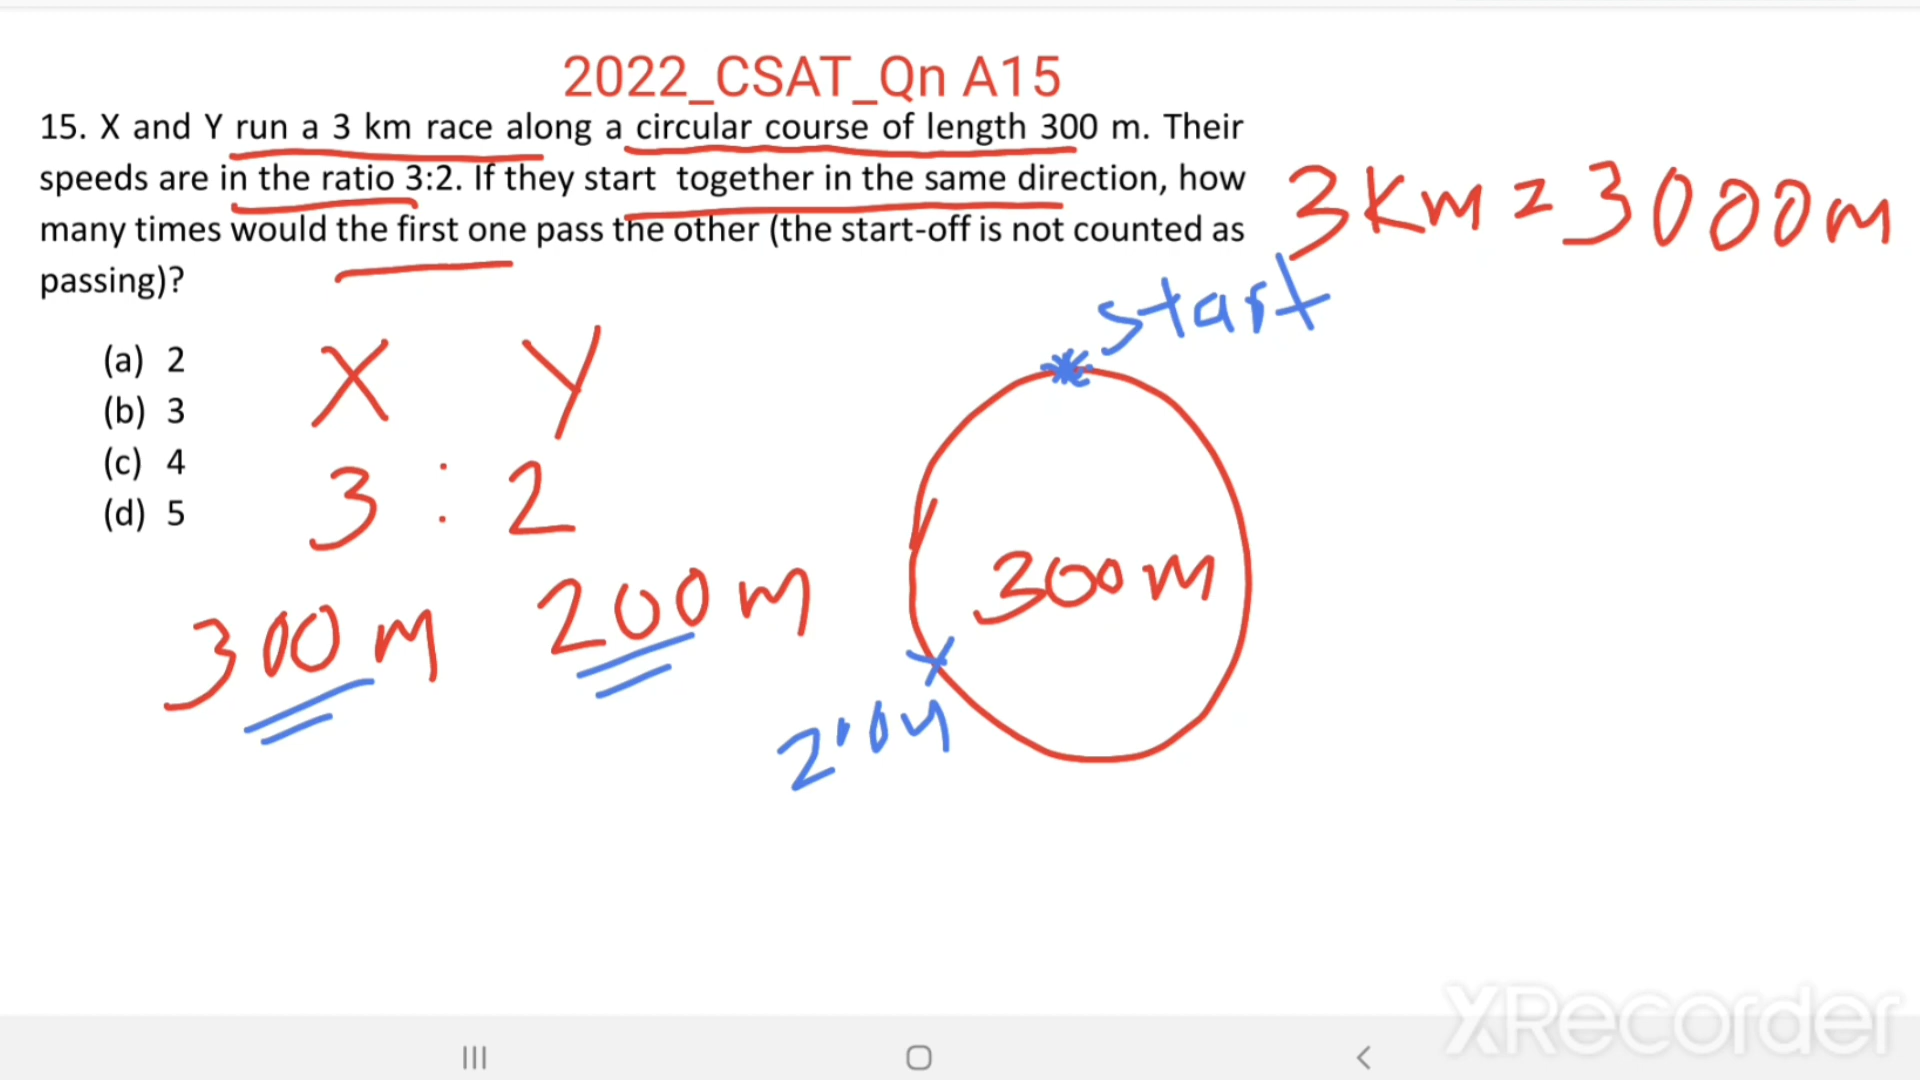 2022_CSAT_Qn A15
15. X and Y run a 3 km race along a circular course of length 300 m. Their
speeds are in the ratio 3:2. If they start together in the same direction, how
many times would the first one pass the other (the start-off is not counted as
passing)?
3km = 3000m
start
(a) 2
(b) 3
(c) 4
(d) 5
X Y
3 : 2
300m 200m
300m
200m
XRecorder